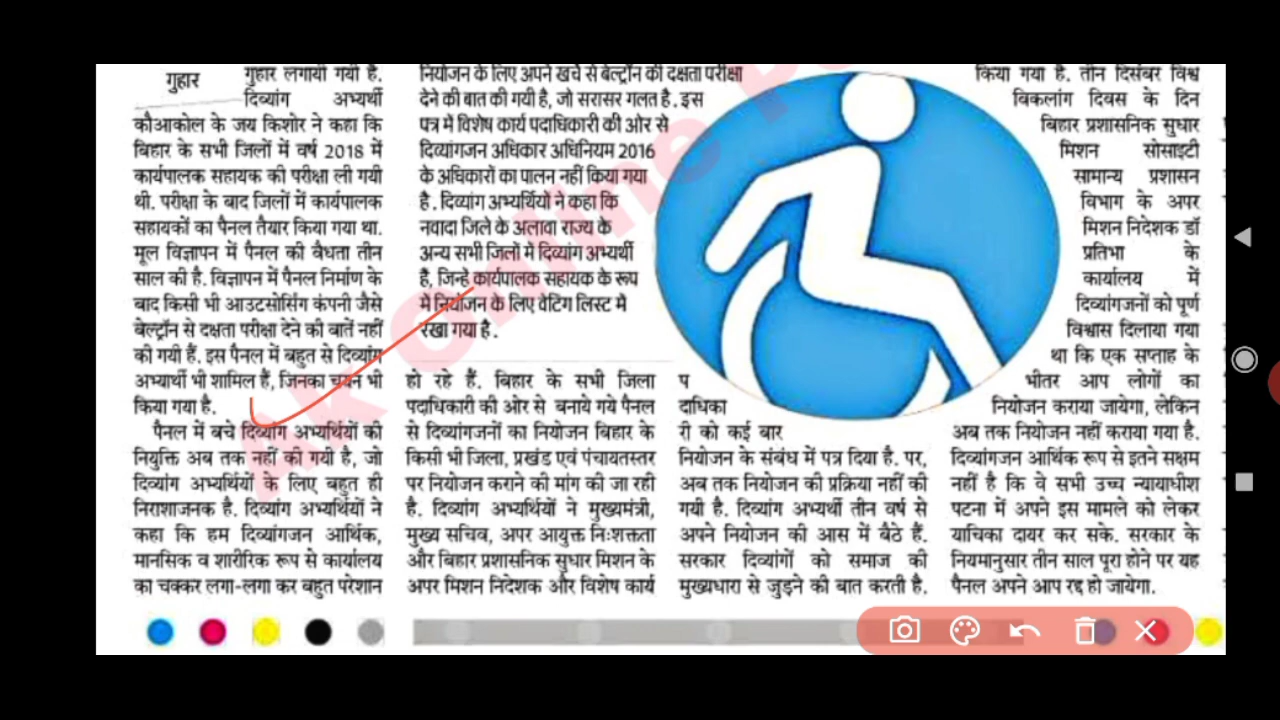 गुहार
गुहार लगायी गयी है.
दिव्यांग अभ्यर्थी
कौआकोल के जय किशोर ने कहा कि
बिहार के सभी जिलों में वर्ष 2018 में
कार्यपालक सहायक की परीक्षा ली गयी
थी. परीक्षा के बाद जिलों में कार्यपालक
सहायकों का पैनल तैयार किया गया था.
मूल विज्ञापन में पैनल की वैधता तीन
साल की है. विज्ञापन में पैनल निर्माण के
बाद किसी भी आउटसोर्सिंग कंपनी जैसे
बेल्ट्रॉन से दक्षता परीक्षा देने की बातें नहीं
की गयी हैं. इस पैनल में बहुत से दिव्यांग
अभ्यार्थी भी शामिल हैं, जिनका चयन भी
किया गया है.
पैनल में बचे दिव्यांग अभ्यर्थियों की
नियुक्ति अब तक नहीं की गयी है, जो
दिव्यांग अभ्यर्थियों के लिए बहुत ही
निराशाजनक है. दिव्यांग अभ्यर्थियों ने
कहा कि हम दिव्यांगजन आर्थिक,
मानसिक व शारीरिक रूप से कार्यालय
का चक्कर लगा-लगा कर बहुत परेशान
नियोजन के लिए अपने खर्च से बेल्ट्रॉन की दक्षता परीक्षा
देने की बात की गयी है, जो सरासर गलत है. इस
पत्र में विशेष कार्य पदाधिकारी की ओर से
दिव्यांगजन अधिकार अधिनियम 2016
के अधिकारों का पालन नहीं किया गया
है. दिव्यांग अभ्यर्थियों ने कहा कि
नवादा जिले के अलावा राज्य के
अन्य सभी जिलों में दिव्यांग अभ्यर्थी
है, जिन्हें कार्यपालक सहायक के रूप
में नियोजन के लिए वेटिंग लिस्ट में
रखा गया है.
हो रहे हैं. बिहार के सभी जिला
पदाधिकारी की ओर से बनाये गये पैनल
से दिव्यांगजनों का नियोजन बिहार के
किसी भी जिला, प्रखंड एवं पंचायतस्तर
पर नियोजन कराने की मांग की जा रही
है. दिव्यांग अभ्यर्थियों ने मुख्यमंत्री,
मुख्य सचिव, अपर आयुक्त निःशक्तता
और बिहार प्रशासनिक सुधार मिशन के
अपर मिशन निदेशक और विशेष कार्य
प
दाधिका
री को कई बार
नियोजन के संबंध में पत्र दिया है. पर,
अब तक नियोजन की प्रक्रिया नहीं की
गयी है. दिव्यांग अभ्यर्थी तीन वर्ष से
अपने नियोजन की आस में बैठे हैं.
सरकार दिव्यांगों को समाज की
मुख्यधारा से जुड़ने की बात करती है.
किया गया है. तीन दिसंबर विश्व
विकलांग दिवस के दिन
बिहार प्रशासनिक सुधार
मिशन सोसाइटी
सामान्य प्रशासन
विभाग के अपर
मिशन निदेशक डॉ
प्रतिभा के
कार्यालय में
दिव्यांगजनों को पूर्ण
विश्वास दिलाया गया
था कि एक सप्ताह के
भीतर आप लोगों का
नियोजन कराया जायेगा, लेकिन
अब तक नियोजन नहीं कराया गया है.
दिव्यांगजन आर्थिक रूप से इतने सक्षम
नहीं है कि वे सभी उच्च न्यायाधीश
पटना में अपने इस मामले को लेकर
याचिका दायर कर सके. सरकार के
नियमानुसार तीन साल पूरा होने पर यह
पैनल अपने आप रद्द हो जायेगा.
AK Online